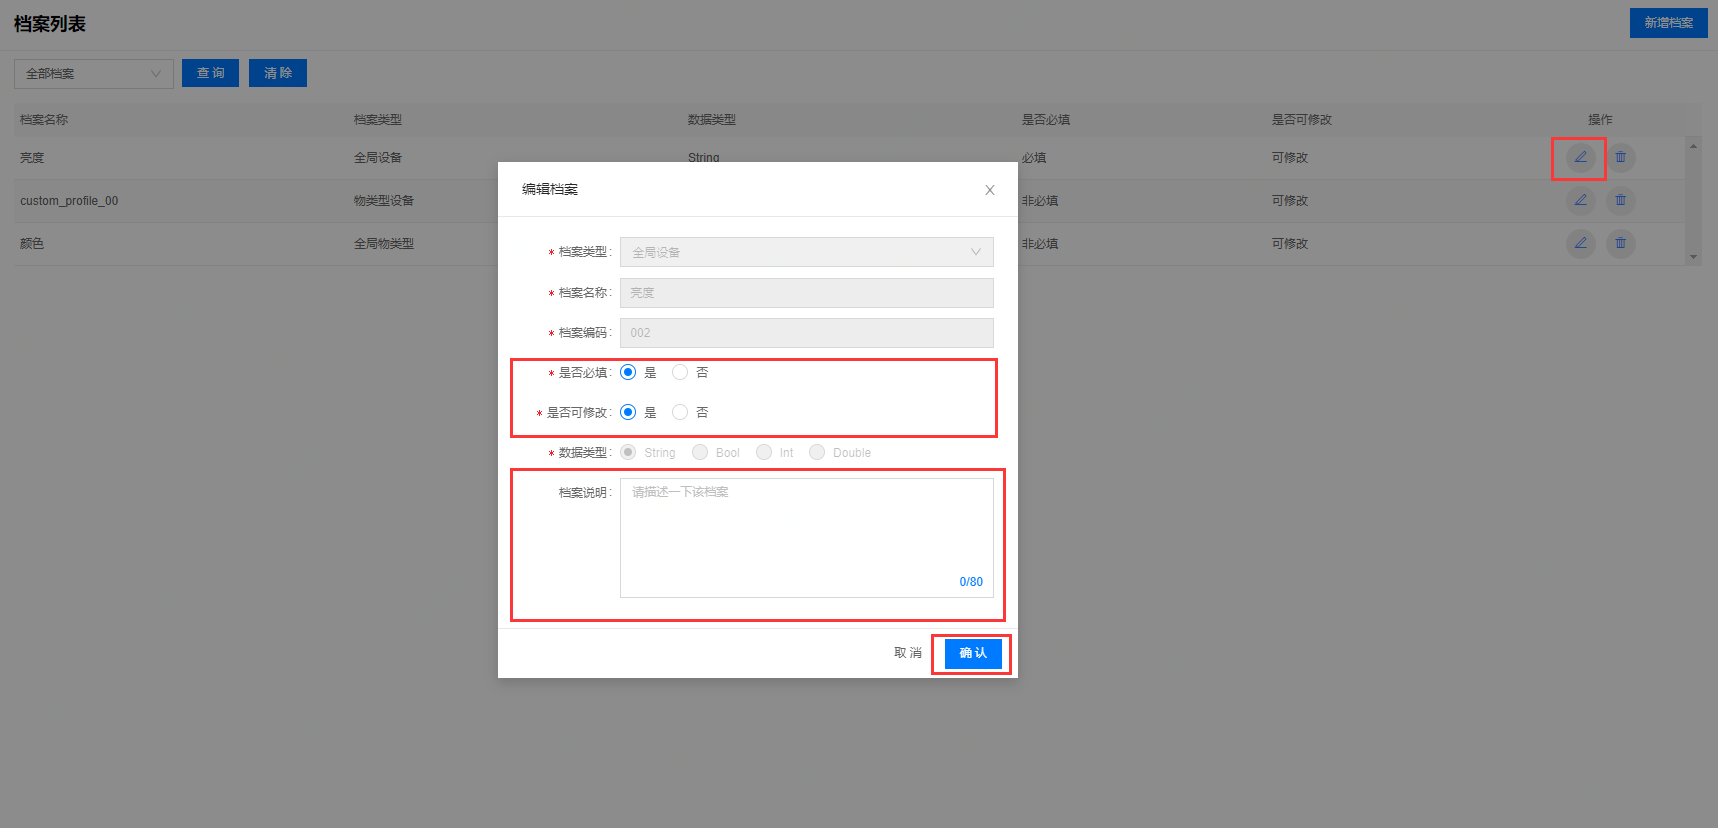 档案列表
新增档案
全部档案 查 询 清 除
档案名称 档案类型 数据类型 是否必填 是否可修改 操作
亮度 全局设备 String 必填 可修改
custom_profile_00 物类型设备 非必填 可修改
颜色 全局物类型 非必填 可修改
编辑档案
* 档案类型: 全局设备
* 档案名称: 亮度
* 档案编码: 002
* 是否必填: 是 否
* 是否可修改: 是 否
* 数据类型: String Bool Int Double
档案说明: 请描述一下该档案
0/80
取 消 确 认